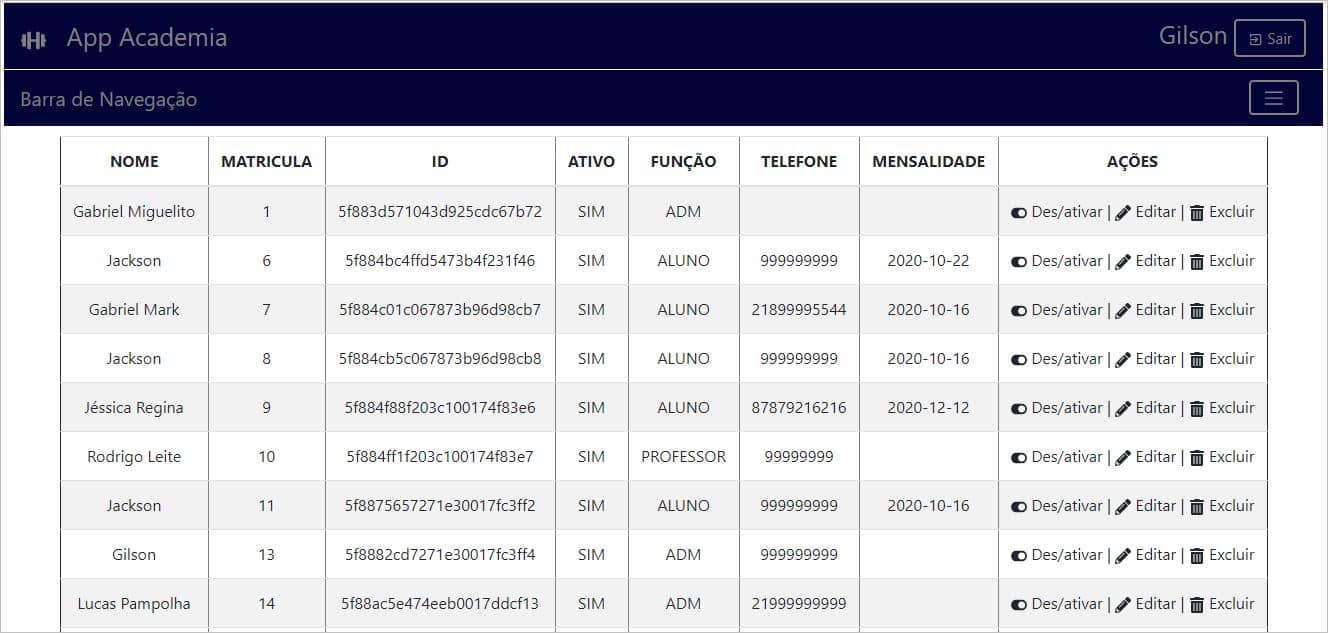 App Academia
Gilson Sair
Barra de Navegação
NOME MATRICULA ID ATIVO FUNÇÃO TELEFONE MENSALIDADE AÇÕES
Gabriel Miguelito 1 5f883d571043d925cdc67b72 SIM ADM Des/ativar | Editar | Excluir
Jackson 6 5f884bc4ffd5473b4f231f46 SIM ALUNO 999999999 2020-10-22 Des/ativar | Editar | Excluir
Gabriel Mark 7 5f884c01c067873b96d98cb7 SIM ALUNO 21899995544 2020-10-16 Des/ativar | Editar | Excluir
Jackson 8 5f884cb5c067873b96d98cb8 SIM ALUNO 999999999 2020-10-16 Des/ativar | Editar | Excluir
Jéssica Regina 9 5f884f88f203c100174f83e6 SIM ALUNO 87879216216 2020-12-12 Des/ativar | Editar | Excluir
Rodrigo Leite 10 5f884ff1f203c100174f83e7 SIM PROFESSOR 99999999 Des/ativar | Editar | Excluir
Jackson 11 5f8875657271e30017fc3ff2 SIM ALUNO 999999999 2020-10-16 Des/ativar | Editar | Excluir
Gilson 13 5f8882cd7271e30017fc3ff4 SIM ADM 999999999 Des/ativar | Editar | Excluir
Lucas Pampolha 14 5f88ac5e474eeb0017ddcf13 SIM ADM 21999999999 Des/ativar | Editar | Excluir